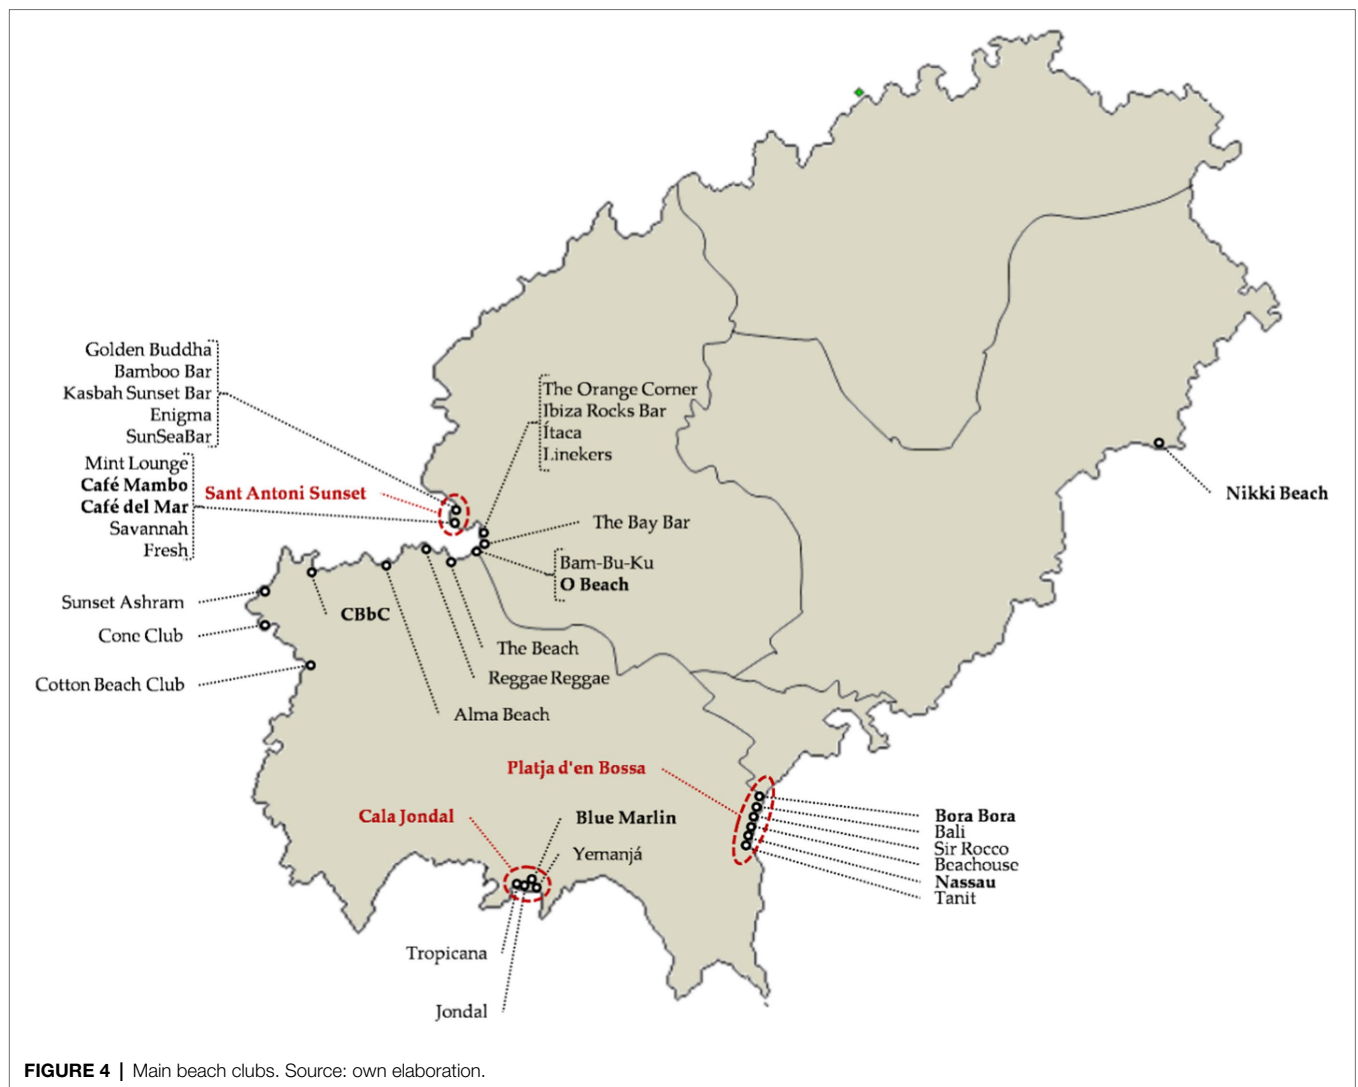 Golden Buddha
Bamboo Bar
Kasbah Sunset Bar
Enigma
SunSeaBar
Mint Lounge
Café Mambo
Café del Mar
Savannah
Fresh
Sant Antoni Sunset
The Orange Corner
Ibiza Rocks Bar
Ítaca
Linekers
The Bay Bar
Bam-Bu-Ku
O Beach
Nikki Beach
Sunset Ashram
Cone Club
Cotton Beach Club
CBbC
The Beach
Reggae Reggae
Alma Beach
Platja d'en Bossa
Cala Jondal
Blue Marlin
Yemanjá
Bora Bora
Bali
Sir Rocco
Beachouse
Nassau
Tanit
Tropicana
Jondal
FIGURE 4 | Main beach clubs. Source: own elaboration.